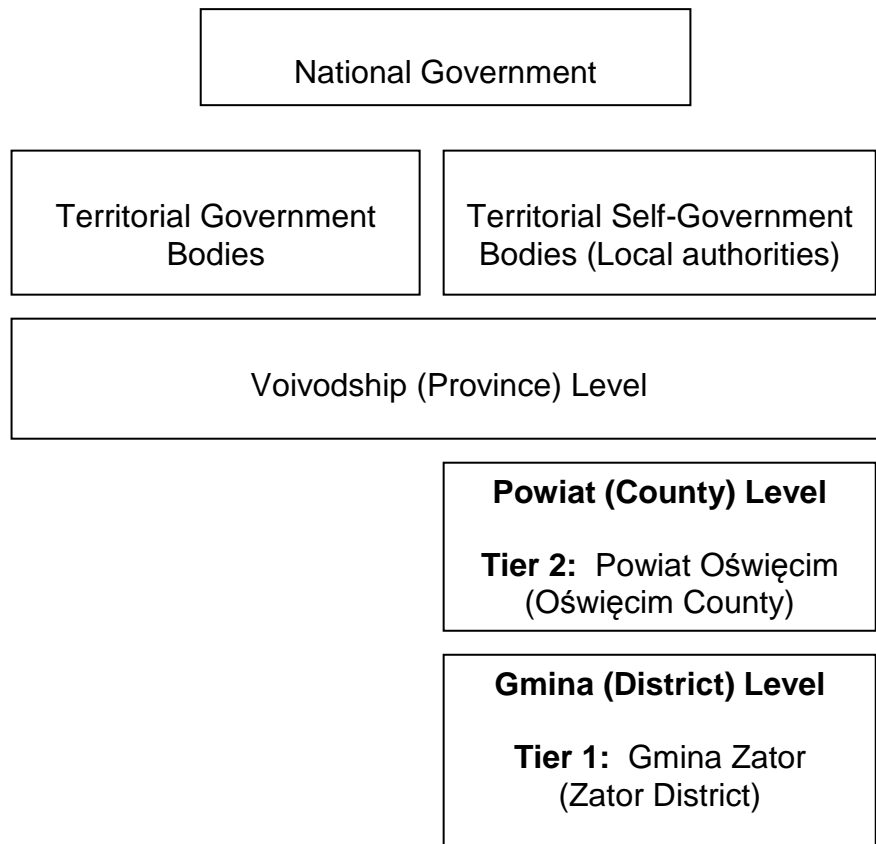 National Government
Territorial Government
Bodies
Territorial Self-Government
Bodies (Local authorities)
Voivodship (Province) Level
Powiat (County) Level
Tier 2: Powiat Oświęcim
(Oświęcim County)
Gmina (District) Level
Tier 1: Gmina Zator
(Zator District)